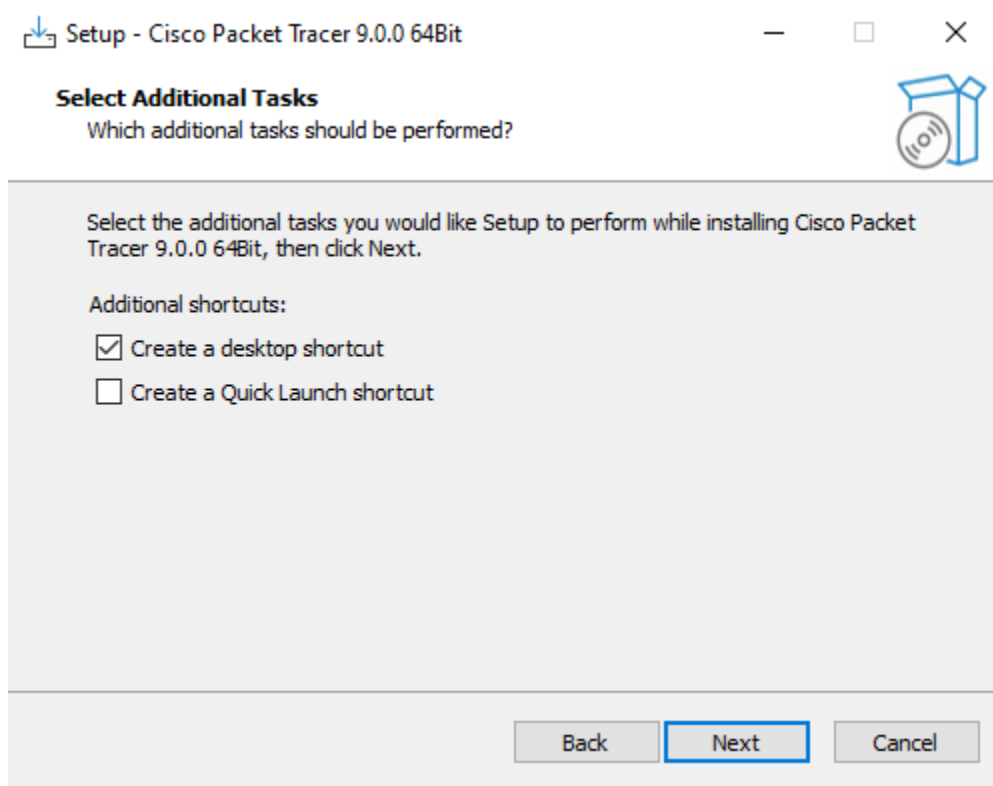 Setup - Cisco Packet Tracer 9.0.0 64Bit
Select Additional Tasks
Which additional tasks should be performed?
Select the additional tasks you would like Setup to perform while installing Cisco Packet
Tracer 9.0.0 64Bit, then click Next.
Additional shortcuts:
Create a desktop shortcut
Create a Quick Launch shortcut
Back Next Cancel